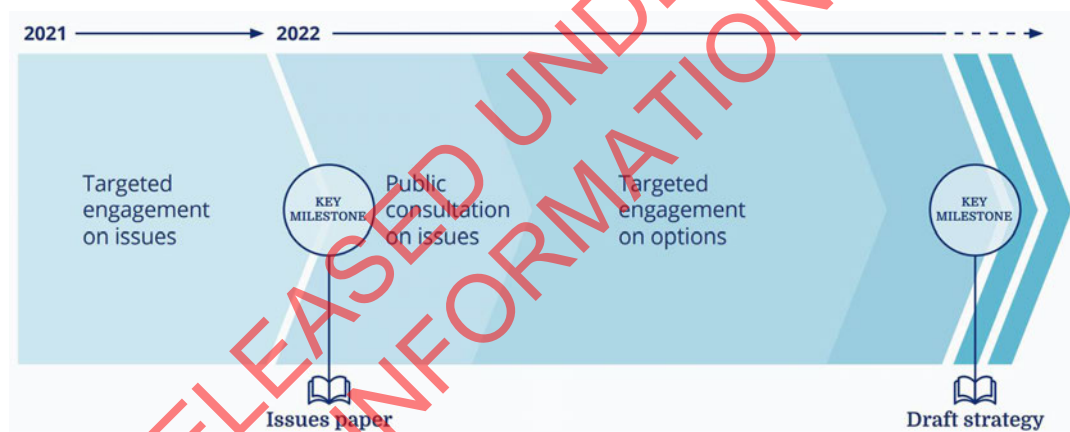 2021
2022
Targeted
engagement
on issues
KEY
MILESTONE
Public
consultation
on issues
Targeted
engagement
on options
KEY
MILESTONE
Issues paper
Draft strategy
INFORMATION